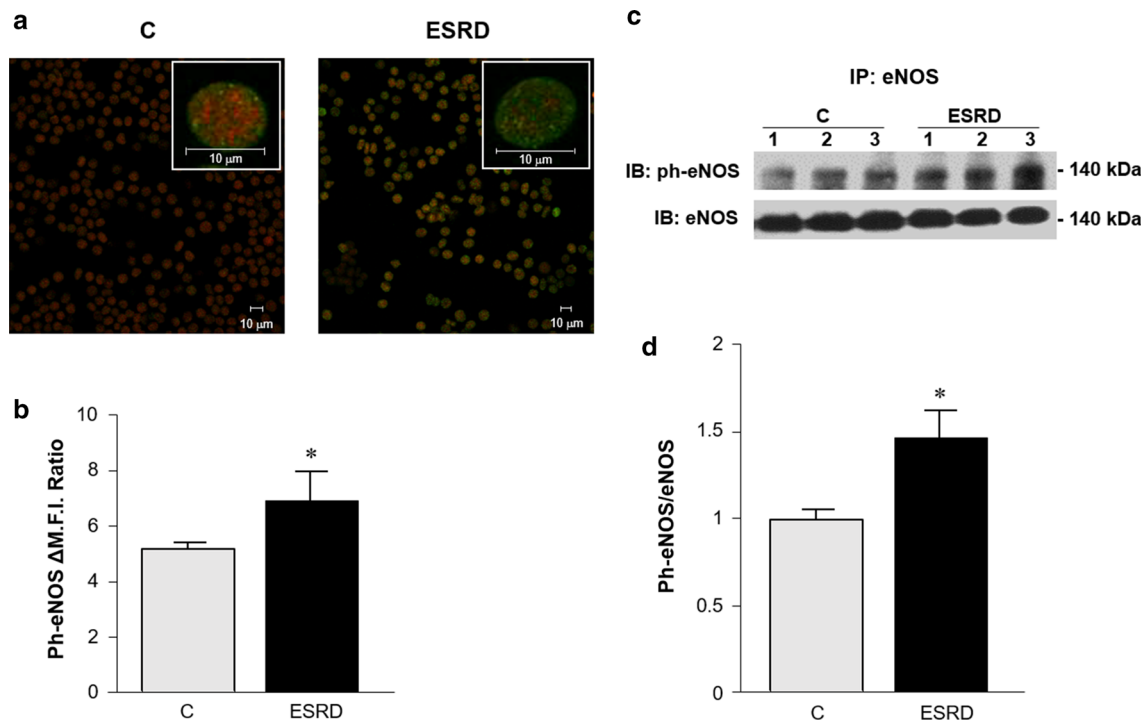 a
C
ESRD
10 μm
10 μm
10 μm
10 μm
b
Ph-eNOS ΔM.F.I. Ratio
10
8
6
4
2
0
*
C
ESRD
c
IP: eNOS
C
ESRD
1 2 3 1 2 3
IB: ph-eNOS
- 140 kDa
IB: eNOS
- 140 kDa
d
Ph-eNOS/eNOS
2
1.5
1
0.5
0
*
C
ESRD